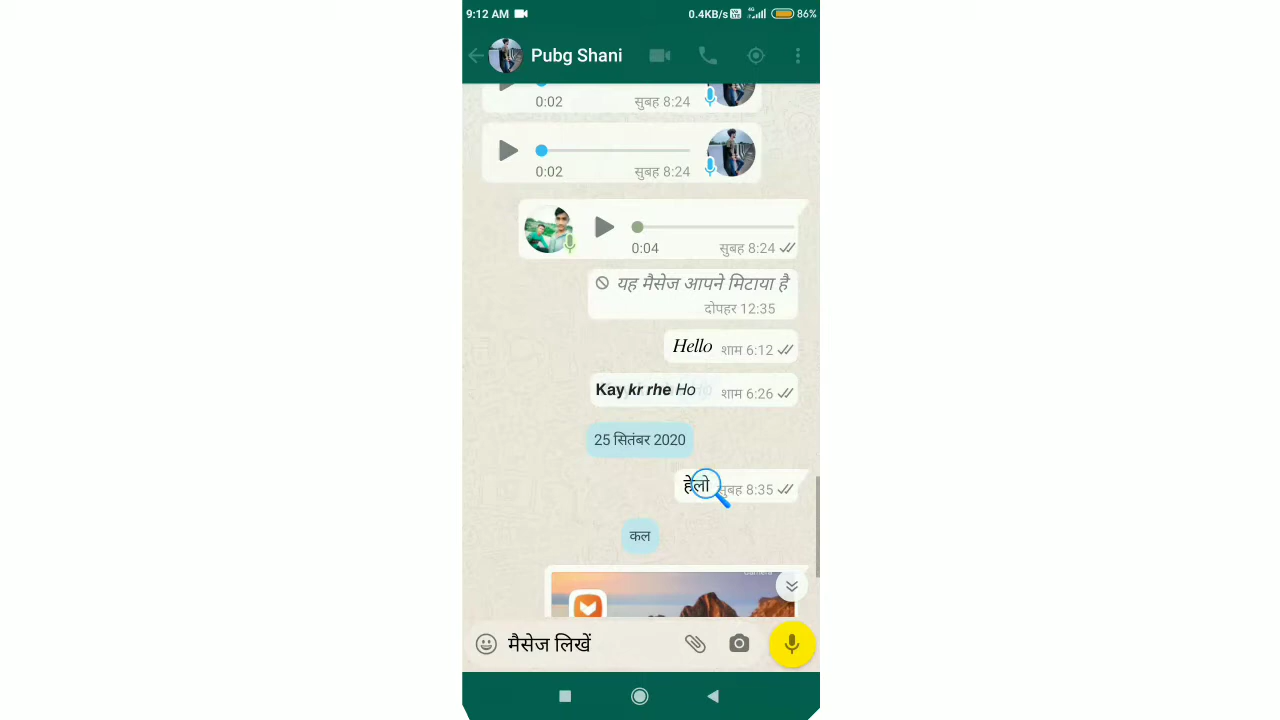 9:12 AM 0.4KB/s 4G 86%
Pubg Shani
0:02 सुबह 8:24
0:02 सुबह 8:24
0:04 सुबह 8:24
यह मैसेज आपने मिटाया है
दोपहर 12:35
Hello शाम 6:12
Kay kr rhe Ho शाम 6:26
25 सितंबर 2020
हेलो सुबह 8:35
कल
Camera
मैसेज लिखें